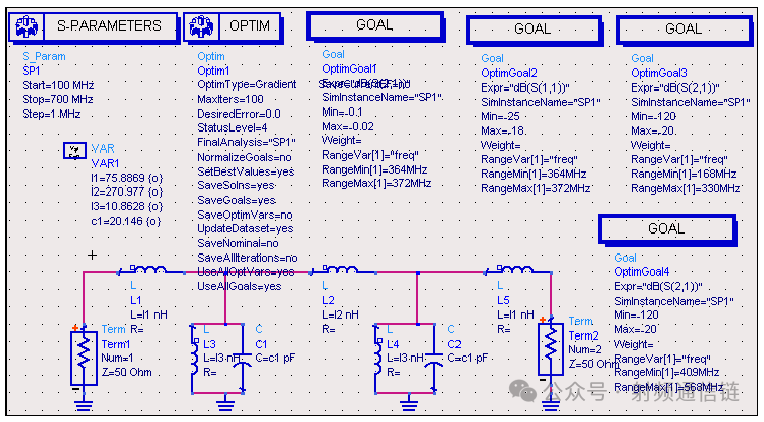 S-PARAMETERS
S_Param
SP1
Start=100 MHz
Stop=700 MHz
Step=1 MHz
VAR
VAR1
l1=75.8869 {o}
l2=270.977 {o}
l3=10.8628 {o}
c1=20.146 {o}
OPTIM
Optim
Optim1
OptimType=Gradient
MaxIters=100
DesiredError=0.0
StatusLevel=4
FinalAnalysis="SP1"
NormalizeGoals=no
SetBestValues=yes
SaveSolns=yes
SaveGoals=yes
SaveOptimVars=no
UpdateDataset=yes
SaveNominal=no
SaveAllIterations=no
UseAllOptVars=yes
UseAllGoals=yes
GOAL
Goal
OptimGoal1
SimInstanceName="SP1"
Min=-0.1
Max=-0.02
Weight=
RangeVar[1]="freq"
RangeMin[1]=364MHz
RangeMax[1]=372MHz
GOAL
Goal
OptimGoal2
Expr="dB(S(1,1))"
SimInstanceName="SP1"
Min=-25
Max=-18.
Weight=
RangeVar[1]="freq"
RangeMin[1]=364MHz
RangeMax[1]=372MHz
GOAL
Goal
OptimGoal3
Expr="dB(S(2,1))"
SimInstanceName="SP1"
Min=-120
Max=-20.
Weight=
RangeVar[1]="freq"
RangeMin[1]=168MHz
RangeMax[1]=330MHz
GOAL
Goal
OptimGoal4
Expr="dB(S(2,1))"
SimInstanceName="SP1"
Min=-120
Max=-20
Weight=
RangeVar[1]="freq"
RangeMin[1]=409MHz
RangeMax[1]=568MHz
Term
Term1
Num=1
Z=50 Ohm
L
L1
L=l1 nH
R=
L
L3
L=l3 nH
R=
C
C1
C=c1 pF
L
L2
L=l2 nH
R=
L
L4
L=l3 nH
R=
C
C2
C=c1 pF
L
L5
L=l1 nH
R=
Term
Term2
Num=2
Z=50 Ohm
公众号 · 射频通信链